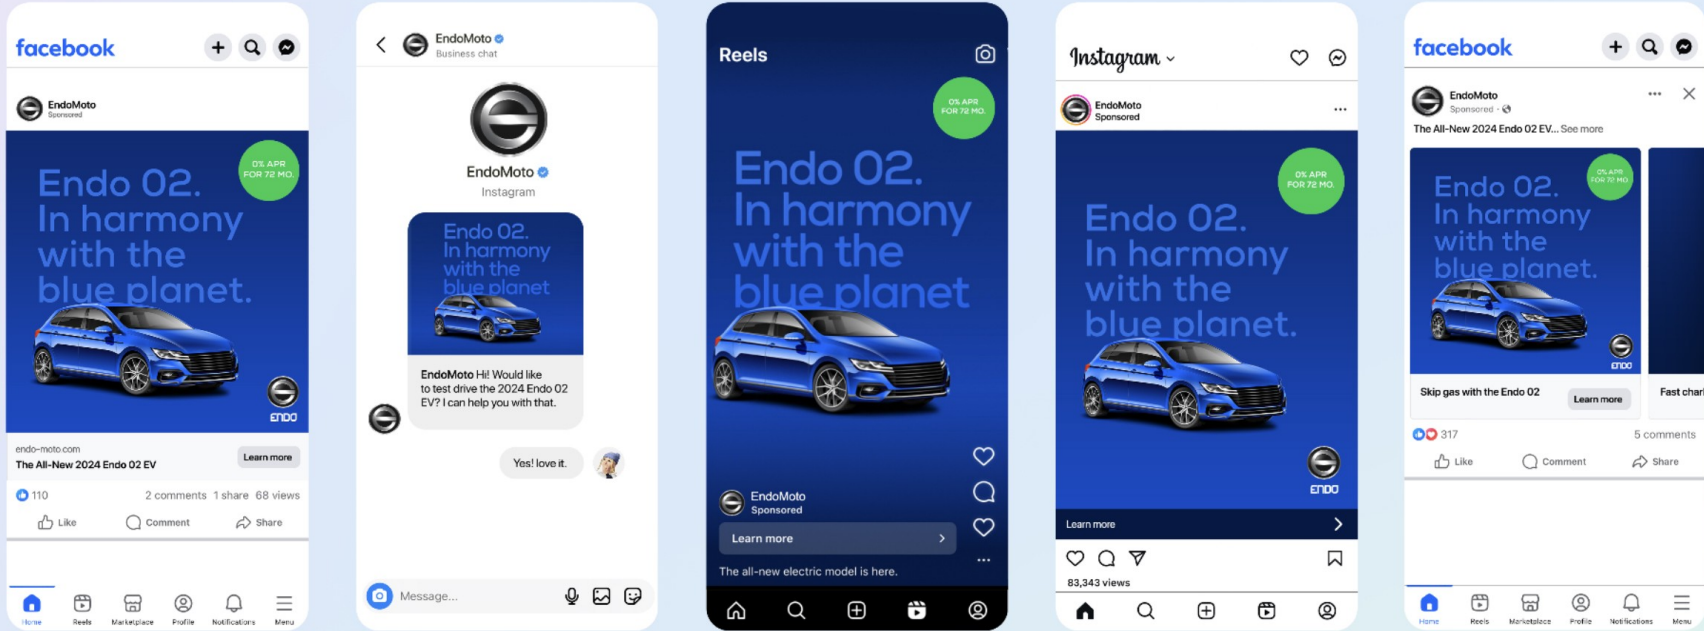 facebook
EndoMoto
Sponsored
0% APR
FOR 72 MO.
Endo 02.
In harmony
with the
blue planet.
ENDO
endo-moto.com
The All-New 2024 Endo 02 EV
Learn more
110
2 comments 1 share 68 views
Like
Comment
Share
Home
Reels
Marketplace
Profile
Notifications
Menu
EndoMoto
Business chat
EndoMoto
Instagram
Endo 02.
In harmony
with the
blue planet
EndoMoto Hi! Would like
to test drive the 2024 Endo 02
EV? I can help you with that.
Yes! love it.
Message...
Reels
0% APR
FOR 72 MO.
Endo 02.
In harmony
with the
blue planet
EndoMoto
Sponsored
Learn more
The all-new electric model is here.
Instagram
EndoMoto
Sponsored
0% APR
FOR 72 MO.
Endo 02.
In harmony
with the
blue planet.
ENDO
Learn more
83,343 views
facebook
EndoMoto
Sponsored
The All-New 2024 Endo 02 EV... See more
0% APR
FOR 72 MO.
Endo 02.
In harmony
with the
blue planet.
ENDO
Skip gas with the Endo 02
Learn more
Fast char
317
5 comments
Like
Comment
Share
Home
Reels
Marketplace
Profile
Notifications
Menu